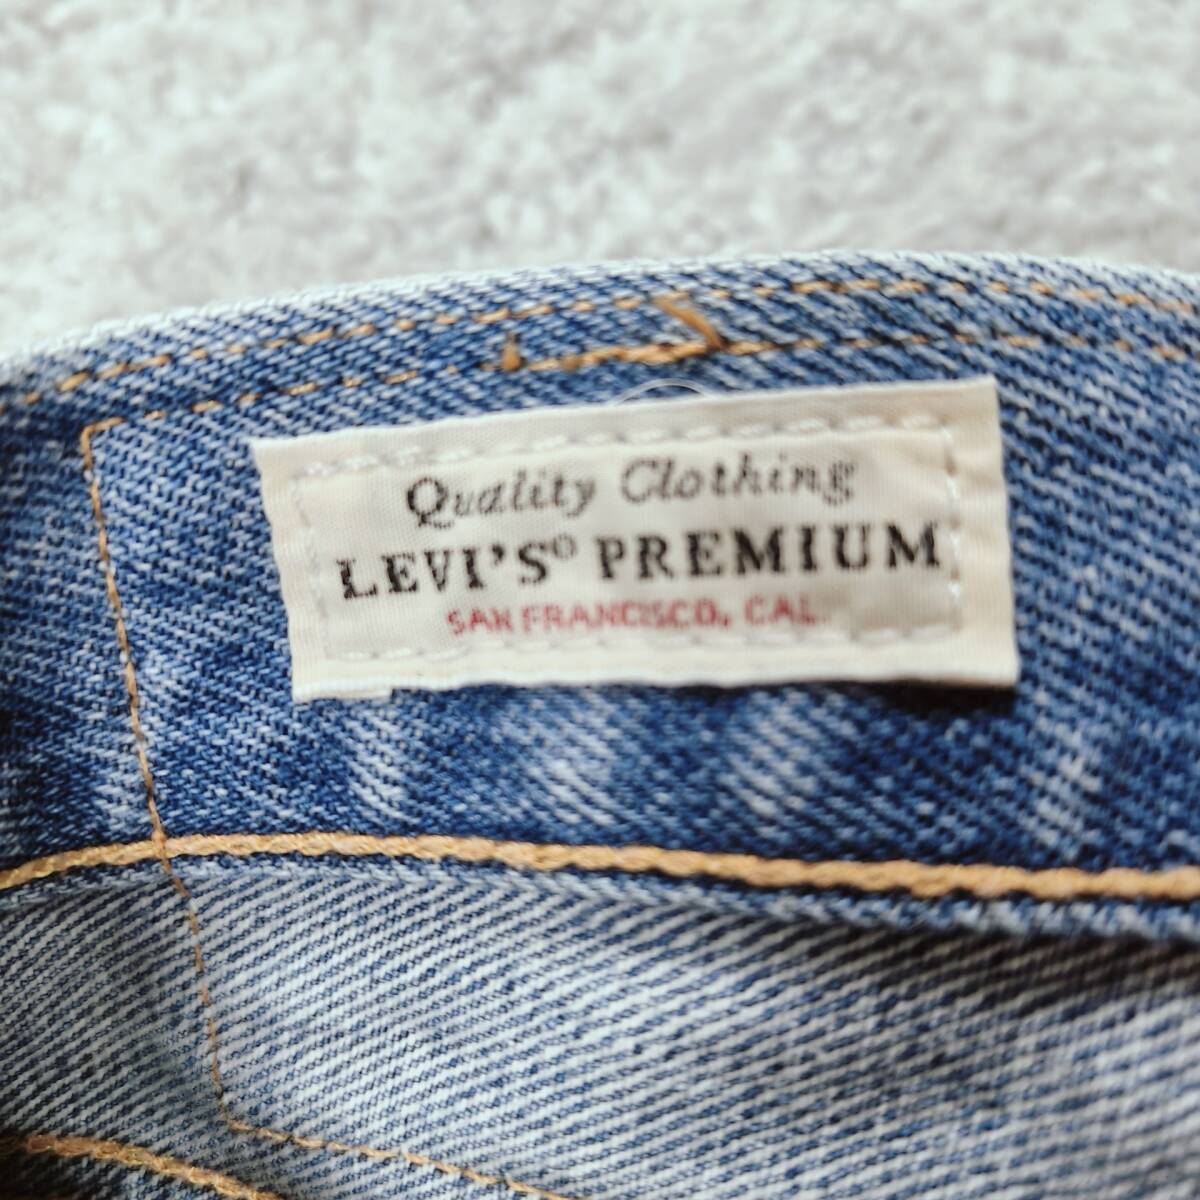 Quality Clothing
LEVI'S® PREMIUM
SAN FRANCISCO, CAL.